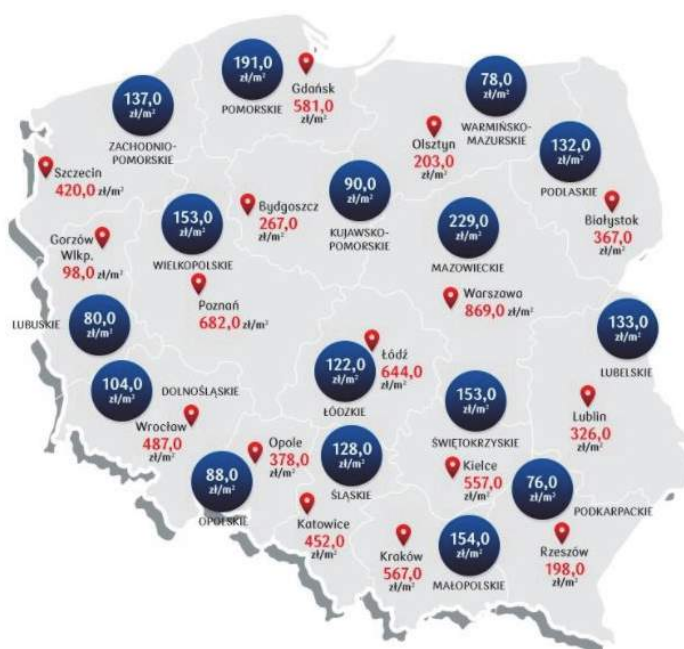 191,0
zł/m²
POMORSKIE
Gdańsk
581,0
zł/m²
137,0
zł/m²
ZACHODNIO-
POMORSKIE
78,0
zł/m²
WARMIŃSKO-
MAZURSKIE
Olsztyn
203,0
zł/m²
132,0
zł/m²
PODLASKIE
Szczecin
420,0 zł/m²
Bydgoszcz
267,0
zł/m²
90,0
zł/m²
KUJAWSKO-
POMORSKIE
Białystok
367,0
zł/m²
153,0
zł/m²
WIELKOPOLSKIE
229,0
zł/m²
MAZOWIECKIE
Gorzów
Wlkp.
98,0 zł/m²
Poznań
682,0 zł/m²
Warszawa
869,0 zł/m²
80,0
zł/m²
LUBUSKIE
133,0
zł/m²
LUBELSKIE
Łódź
644,0
zł/m²
122,0
zł/m²
ŁÓDZKIE
104,0
zł/m²
DOLNOŚLĄSKIE
Wrocław
487,0
zł/m²
153,0
zł/m²
ŚWIĘTOKRZYSKIE
Lublin
326,0
zł/m²
Opole
378,0
zł/m²
128,0
zł/m²
ŚLĄSKIE
88,0
zł/m²
OPOLSKIE
Kielce
557,0
zł/m²
76,0
zł/m²
PODKARPACKIE
Katowice
452,0
zł/m²
Kraków
567,0
zł/m²
154,0
zł/m²
MAŁOPOLSKIE
Rzeszów
198,0
zł/m²